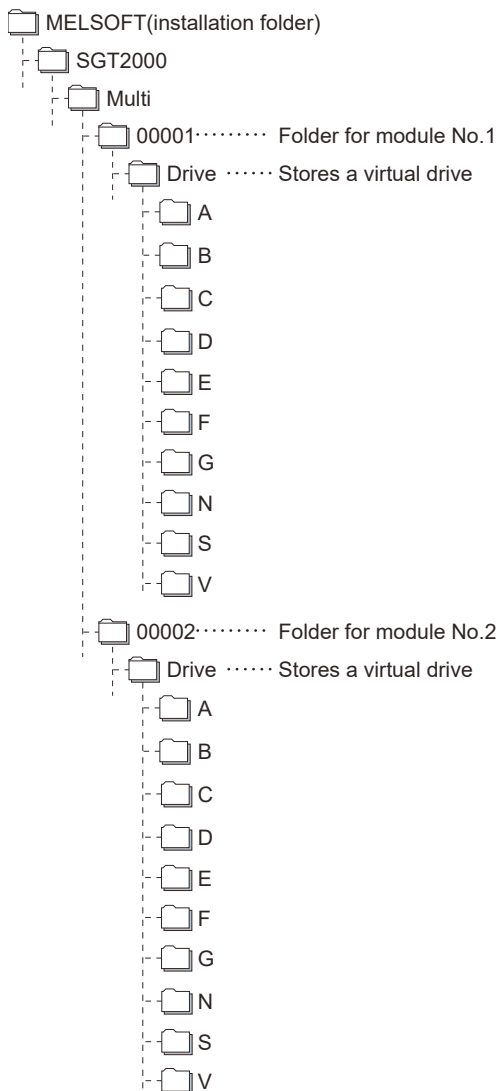 MELSOFT(installation folder)
SGT2000
Multi
00001········· Folder for module No.1
Drive ······ Stores a virtual drive
A
B
C
D
E
F
G
N
S
V
00002········· Folder for module No.2
Drive ······ Stores a virtual drive
A
B
C
D
E
F
G
N
S
V